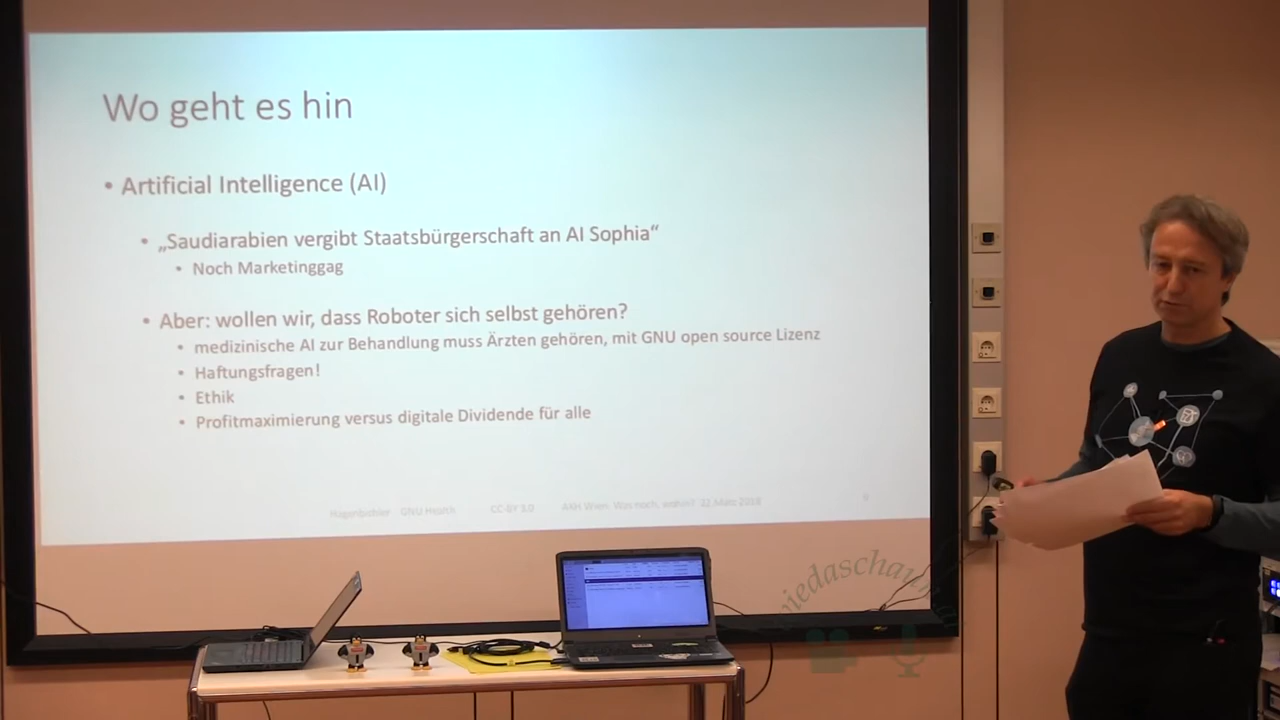 Wo geht es hin
• Artificial Intelligence (AI)
• „Saudiarabien vergibt Staatsbürgerschaft an AI Sophia“
• Noch Marketinggag
• Aber: wollen wir, dass Roboter sich selbst gehören?
• medizinische AI zur Behandlung muss Ärzten gehören, mit GNU open source Lizenz
• Haftungsfragen!
• Ethik
• Profitmaximierung versus digitale Dividende für alle
GNU Health CC-BY 3.0 AKH Wien: Was noch, wohin? 22.März 2018